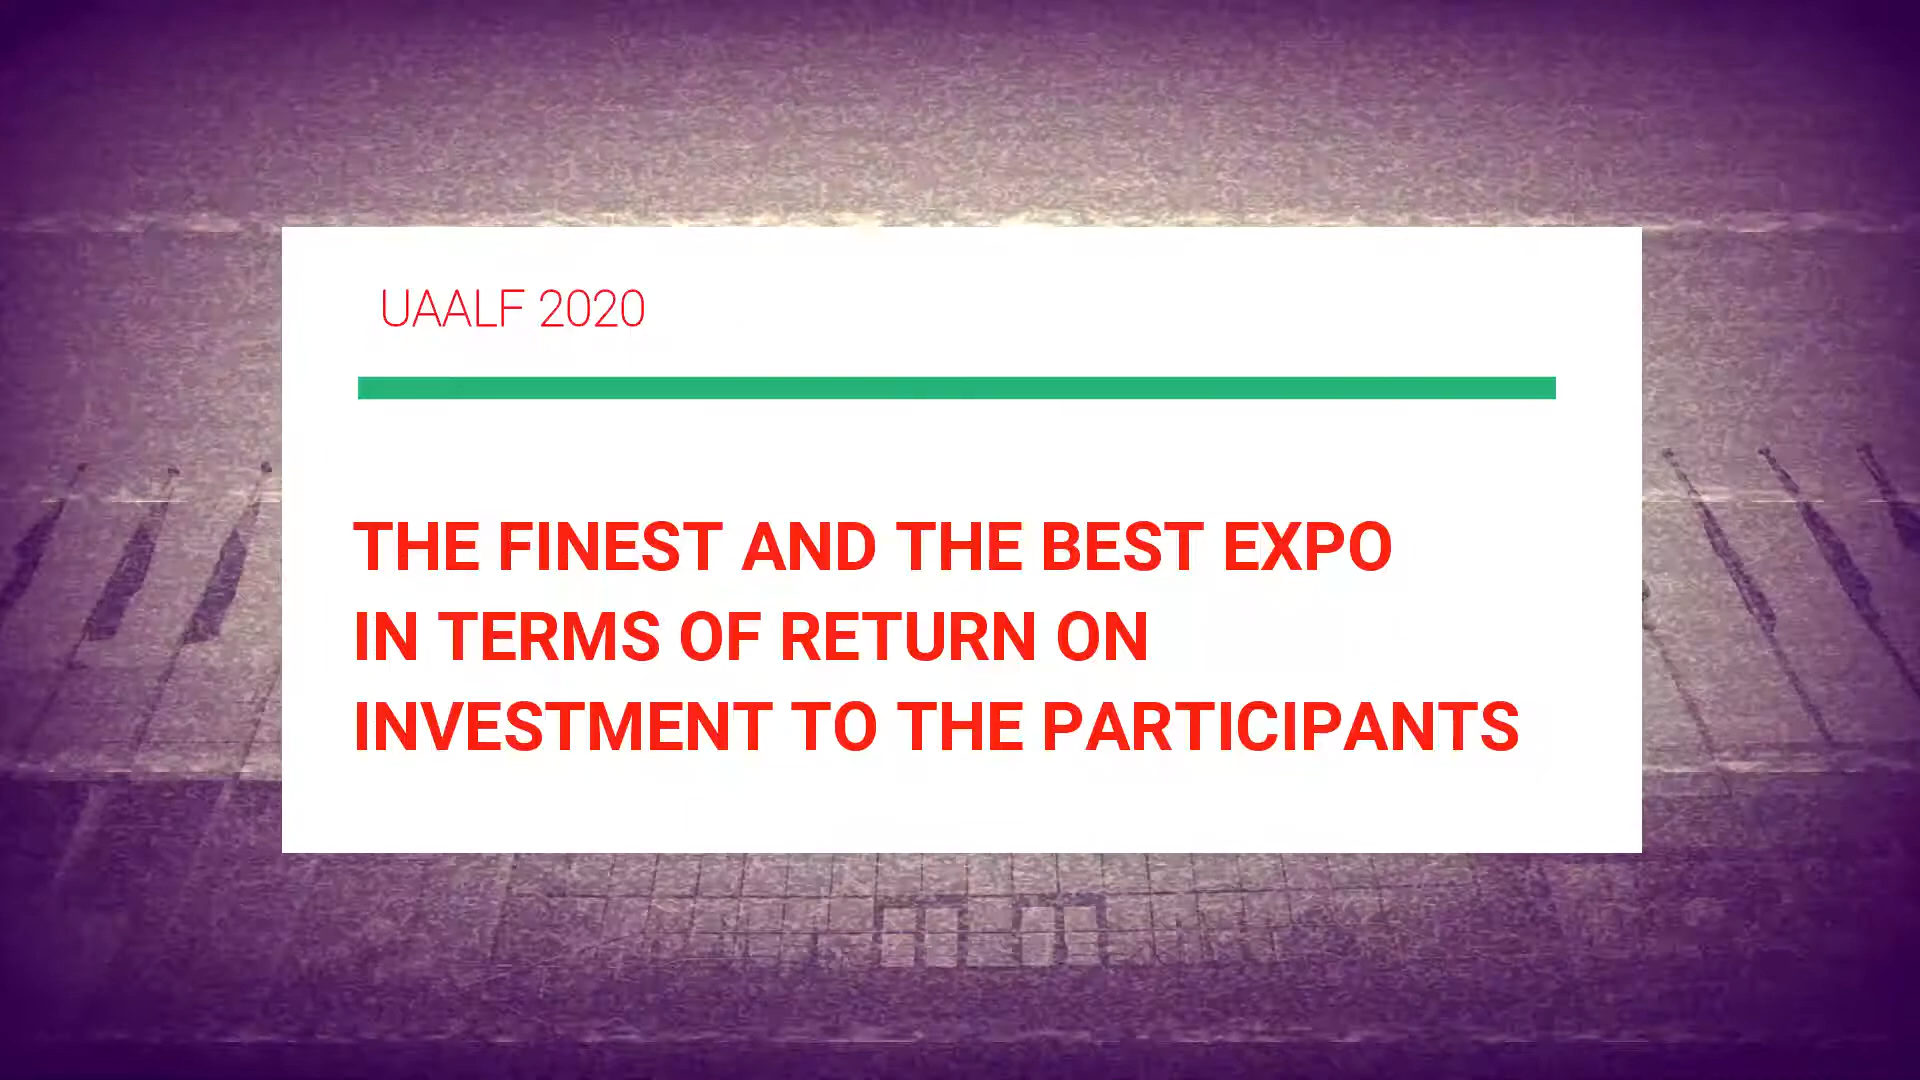 UAALF 2020
THE FINEST AND THE BEST EXPO
IN TERMS OF RETURN ON
INVESTMENT TO THE PARTICIPANTS